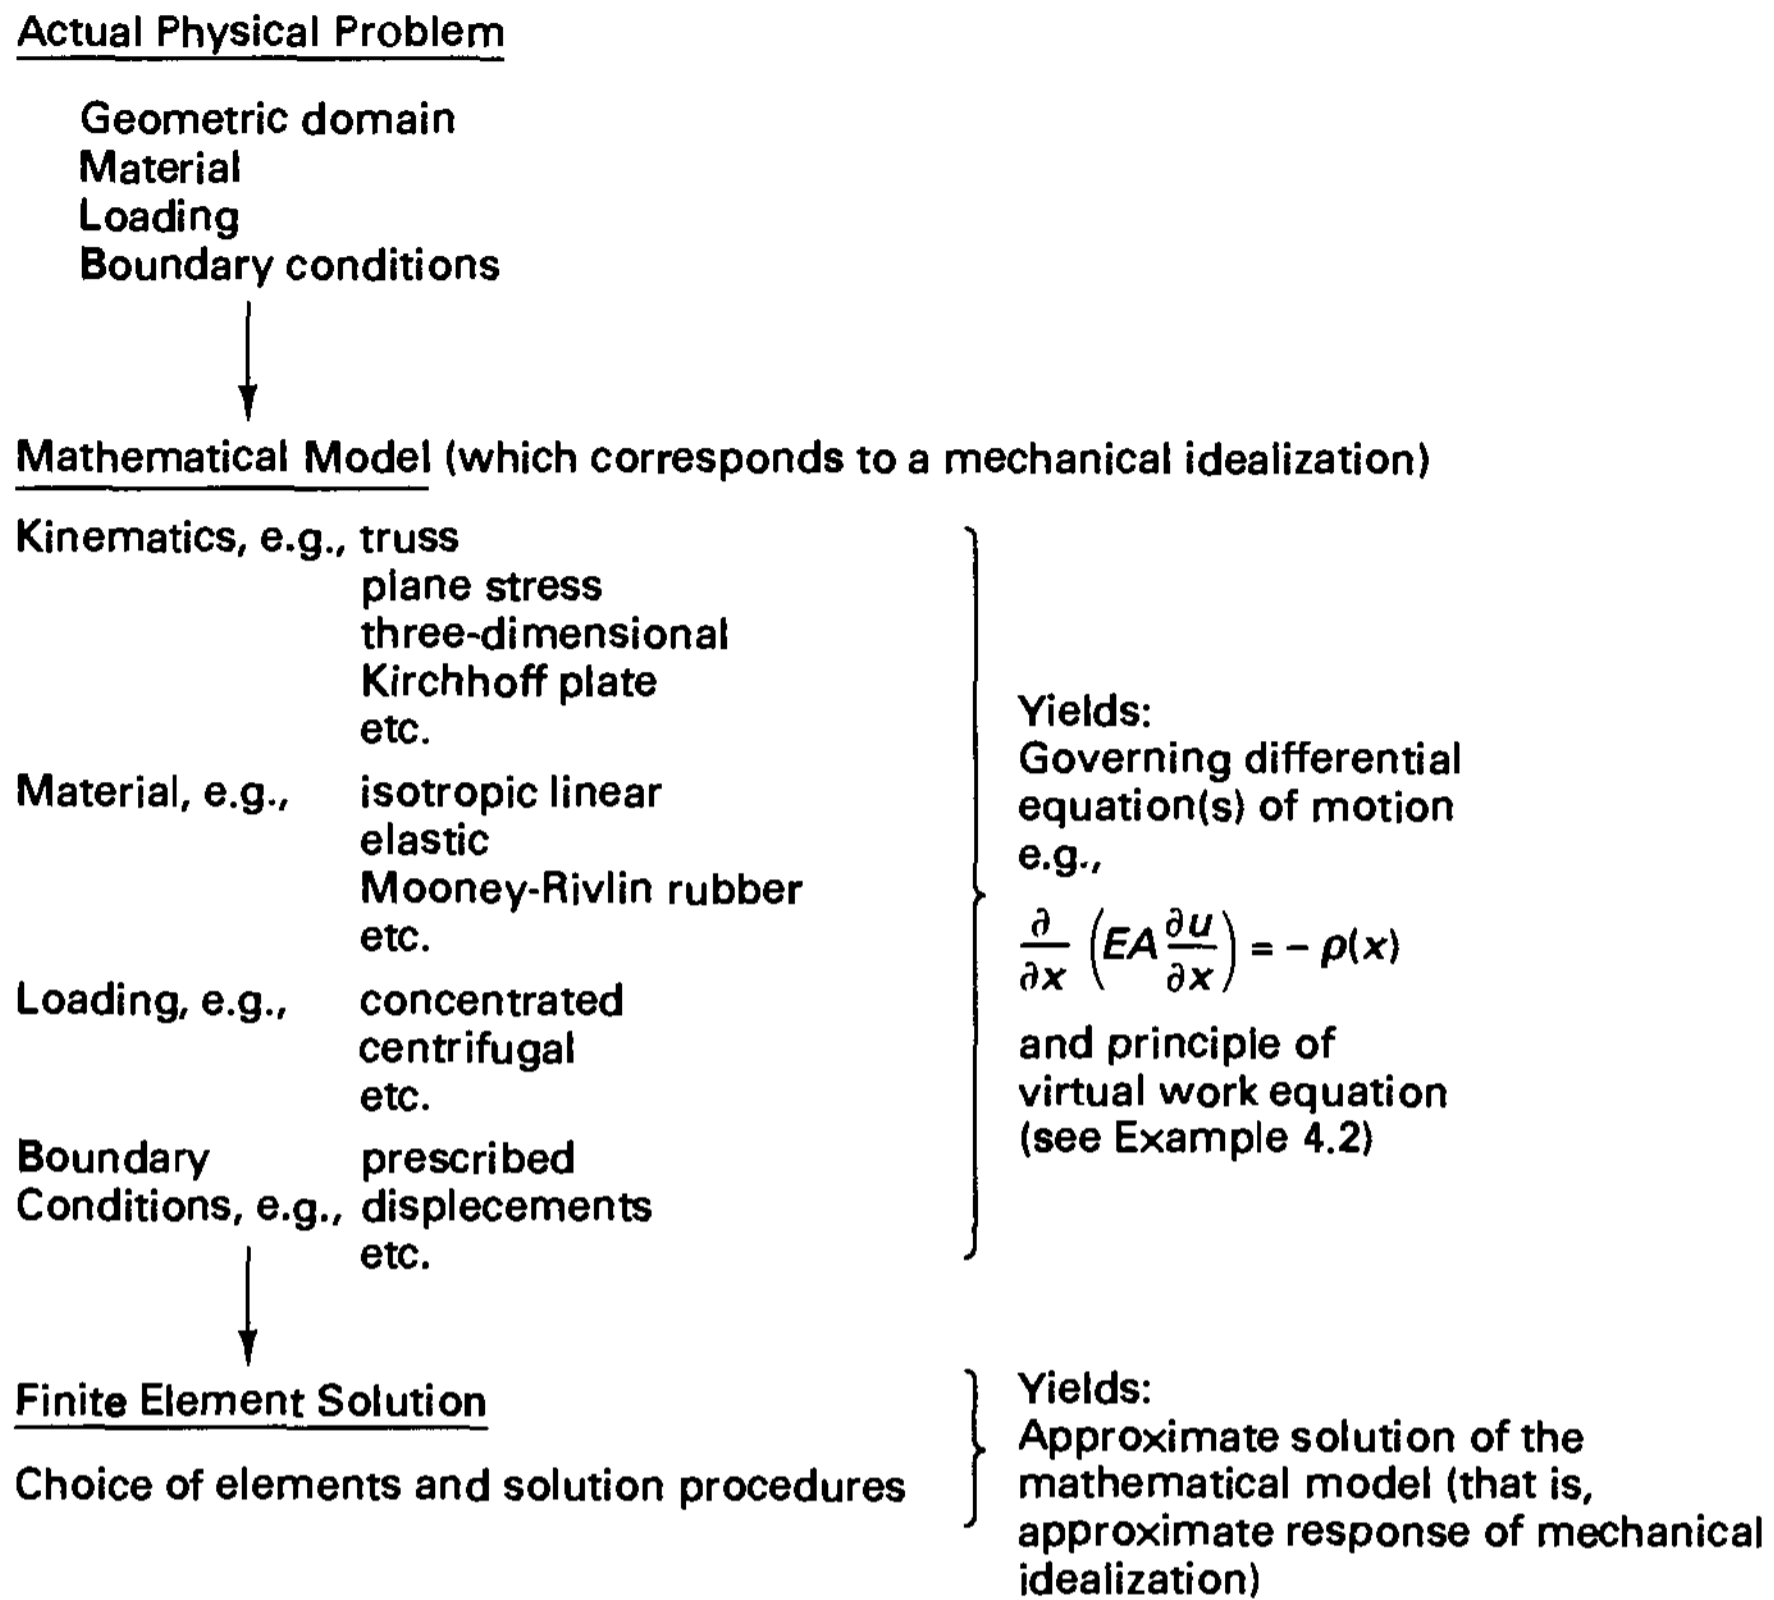 Actual Physical Problem
Geometric domain
Material
Loading
Boundary conditions
Mathematical Model (which corresponds to a mechanical idealization)
Kinematics, e.g., truss
plane stress
three-dimensional
Kirchhoff plate
etc.
Material, e.g., isotropic linear
elastic
Mooney-Rivlin rubber
etc.
Loading, e.g., concentrated
centrifugal
etc.
Boundary prescribed
Conditions, e.g., displecements
etc.
Yields:
Governing differential
equation(s) of motion
e.g.,
∂/∂x (EA ∂u/∂x) = - ρ(x)
and principle of
virtual work equation
(see Example 4.2)
Finite Element Solution
Choice of elements and solution procedures
Yields:
Approximate solution of the
mathematical model (that is,
approximate response of mechanical
idealization)